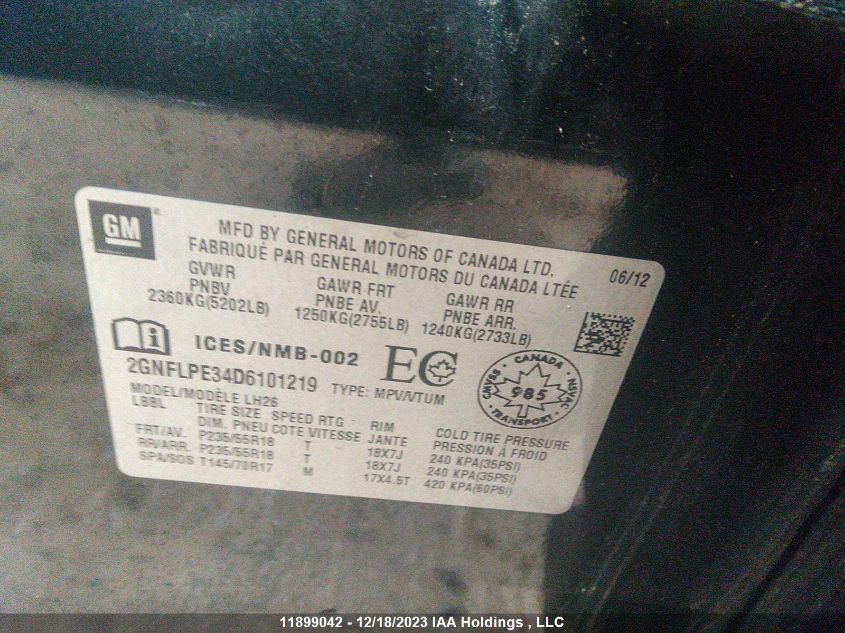 GM
MFD BY GENERAL MOTORS OF CANADA LTD.
FABRIQUÉ PAR GENERAL MOTORS DU CANADA LTÉE
06/12
GVWR GAWR FRT GAWR RR
PNBV PNBE AV. PNBE ARR.
2360KG(5202LB) 1250KG(2755LB) 1240KG(2733LB)
ICES/NMB-002 EC
CANADA
CMVSS 985 NSVAC
TRANSPORT
2GNFLPE34D6101219 TYPE: MPV/VTUM
MODEL/MODÈLE LH26
LBBL TIRE SIZE SPEED RTG RIM COLD TIRE PRESSURE
DIM. PNEU COTE VITESSE JANTE PRESSION À FROID
FRT/AV. P235/55R18 T 18X7J 240 KPA(35PSI)
RR/ARR. P235/55R18 T 18X7J 240 KPA(35PSI)
SPA/SOS T145/70R17 M 17X4.5T 420 KPA(60PSI)
11899042 - 12/18/2023 IAA Holdings , LLC